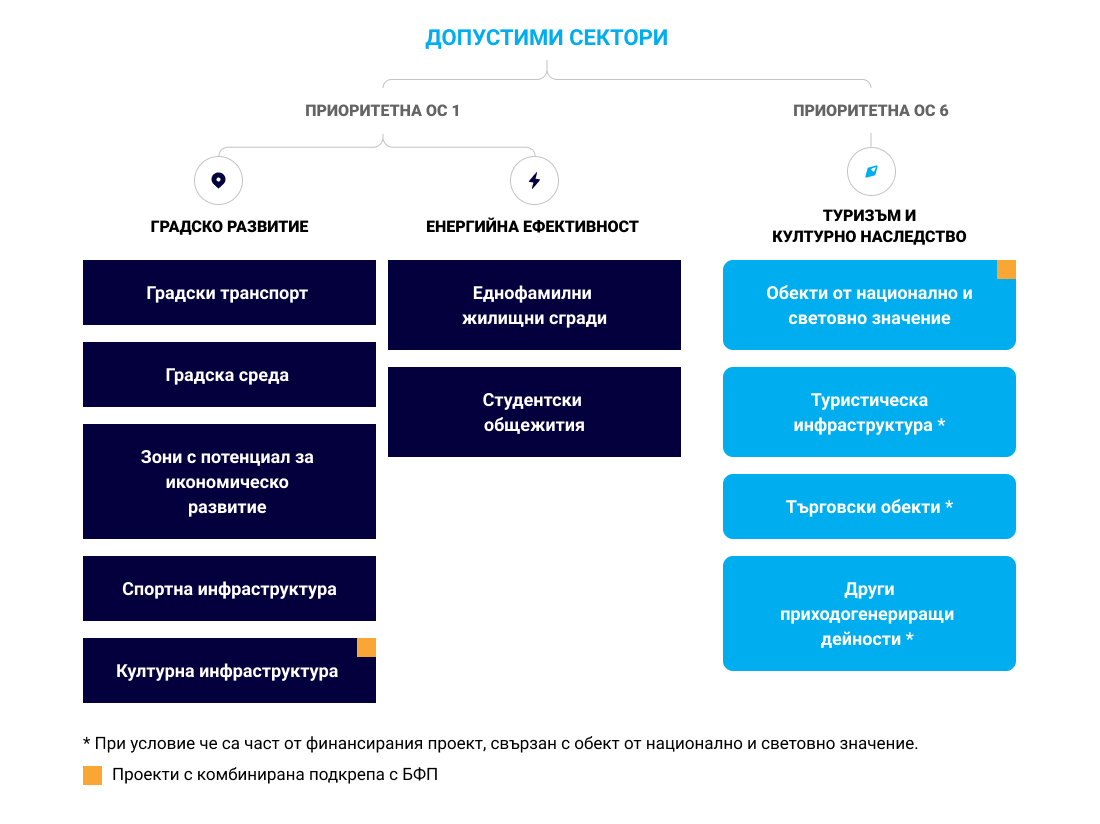 ДОПУСТИМИ СЕКТОРИ
ПРИОРИТЕТНА ОС 1
ПРИОРИТЕТНА ОС 6
ГРАДСКО РАЗВИТИЕ
ЕНЕРГИЙНА ЕФЕКТИВНОСТ
ТУРИЗЪМ И
КУЛТУРНО НАСЛЕДСТВО
Градски транспорт
Градска среда
Зони с потенциал за
икономическо
развитие
Спортна инфраструктура
Културна инфраструктура
Еднофамилни
жилищни сгради
Студентски
общежития
Обекти от национално и
световно значение
Туристическа
инфраструктура *
Търговски обекти *
Други
приходогенериращи
дейности *
* При условие че са част от финансирания проект, свързан с обект от национално и световно значение.
Проекти с комбинирана подкрепа с БФП